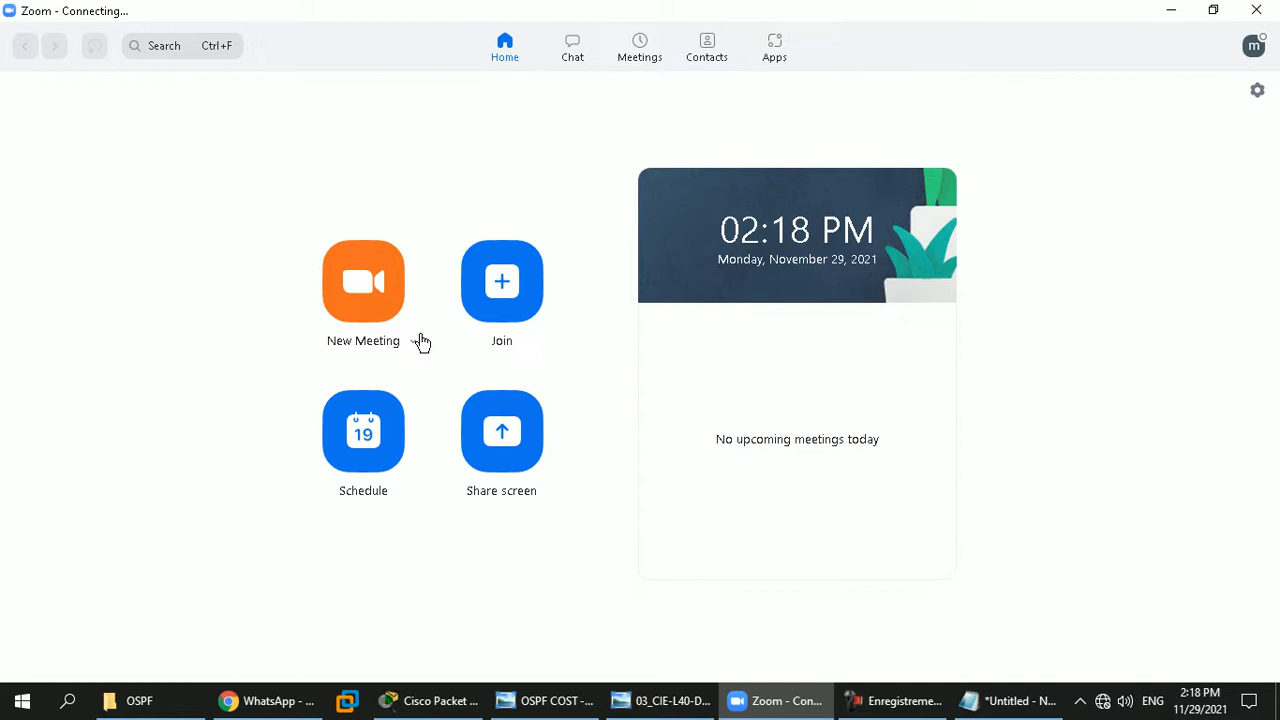 Zoom - Connecting...
Search Ctrl+F
Home
Chat
Meetings
Contacts
Apps
m
02:18 PM
Monday, November 29, 2021
New Meeting
Join
No upcoming meetings today
19
Schedule
Share screen
OSPF
WhatsApp - ...
Cisco Packet ...
OSPF COST -...
03_CIE-L40-D...
Zoom - Con...
Enregistreme...
*Untitled - N...
ENG
2:18 PM
11/29/2021